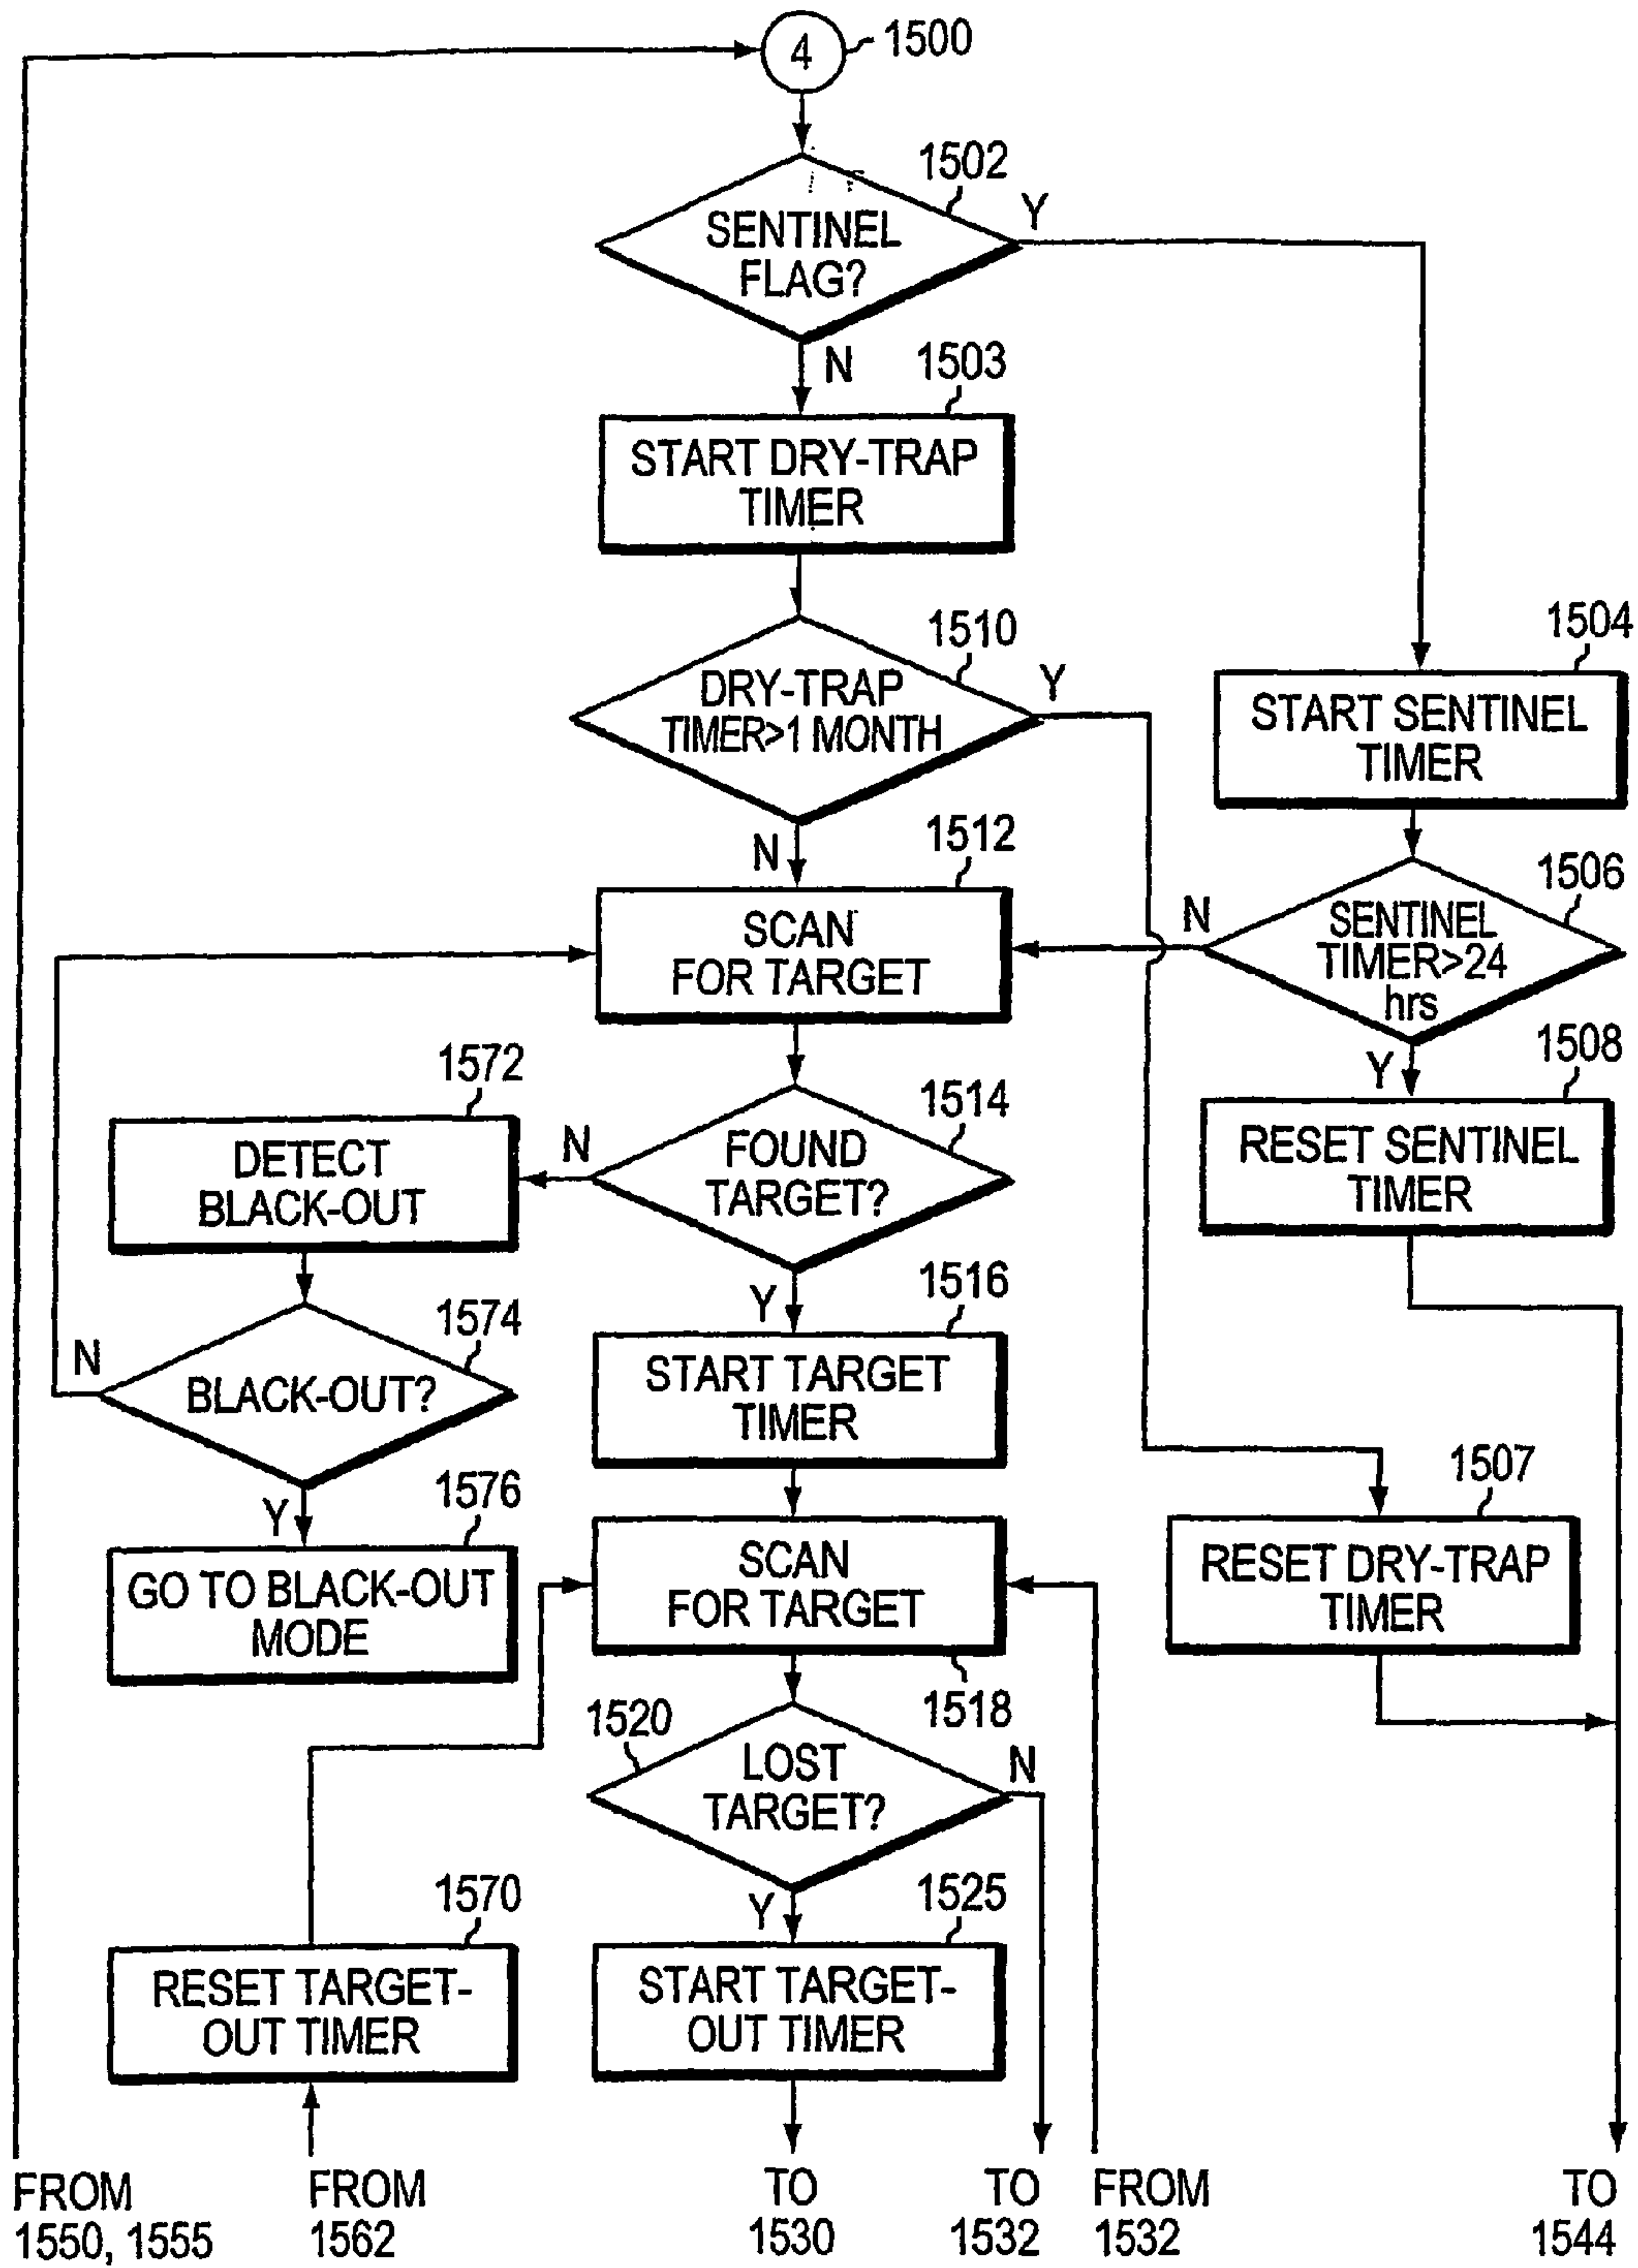 4
1500
1502
SENTINEL
FLAG?
Y
N
1503
START DRY-TRAP
TIMER
1510
DRY-TRAP
TIMER>1 MONTH
Y
N
1504
START SENTINEL
TIMER
1506
SENTINEL
TIMER>24
hrs
N
Y
1512
SCAN
FOR TARGET
1508
RESET SENTINEL
TIMER
1514
FOUND
TARGET?
N
Y
1572
DETECT
BLACK-OUT
1574
BLACK-OUT?
N
Y
1576
GO TO BLACK-OUT
MODE
1516
START TARGET
TIMER
1507
RESET DRY-TRAP
TIMER
SCAN
FOR TARGET
1518
1520
LOST
TARGET?
N
Y
1570
RESET TARGET-
OUT TIMER
1525
START TARGET-
OUT TIMER
FROM
1550, 1555
FROM
1562
TO
1530
TO
1532
FROM
1532
TO
1544